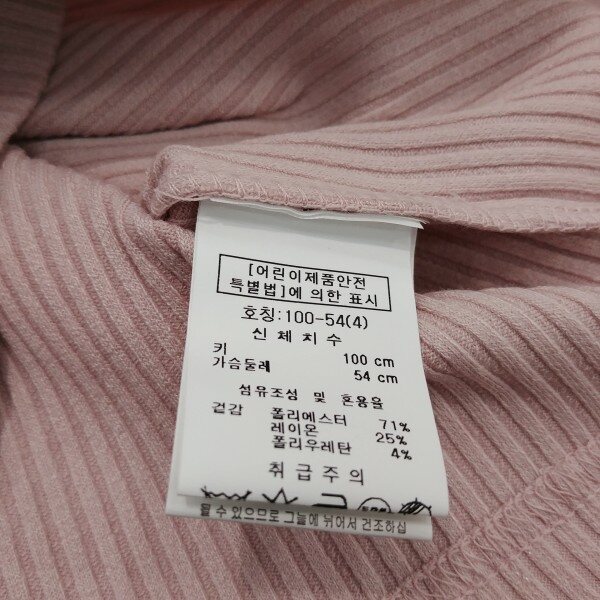 [어린이제품안전
특별법]에 의한 표시
호칭:100-54(4)
신체치수
키 100 cm
가슴둘레 54 cm
섬유조성 및 혼용율
겉감 폴리에스터 71%
레이온 25%
폴리우레탄 4%
취급주의
될 수 있으므로 그늘에 뉘어서 건조하십